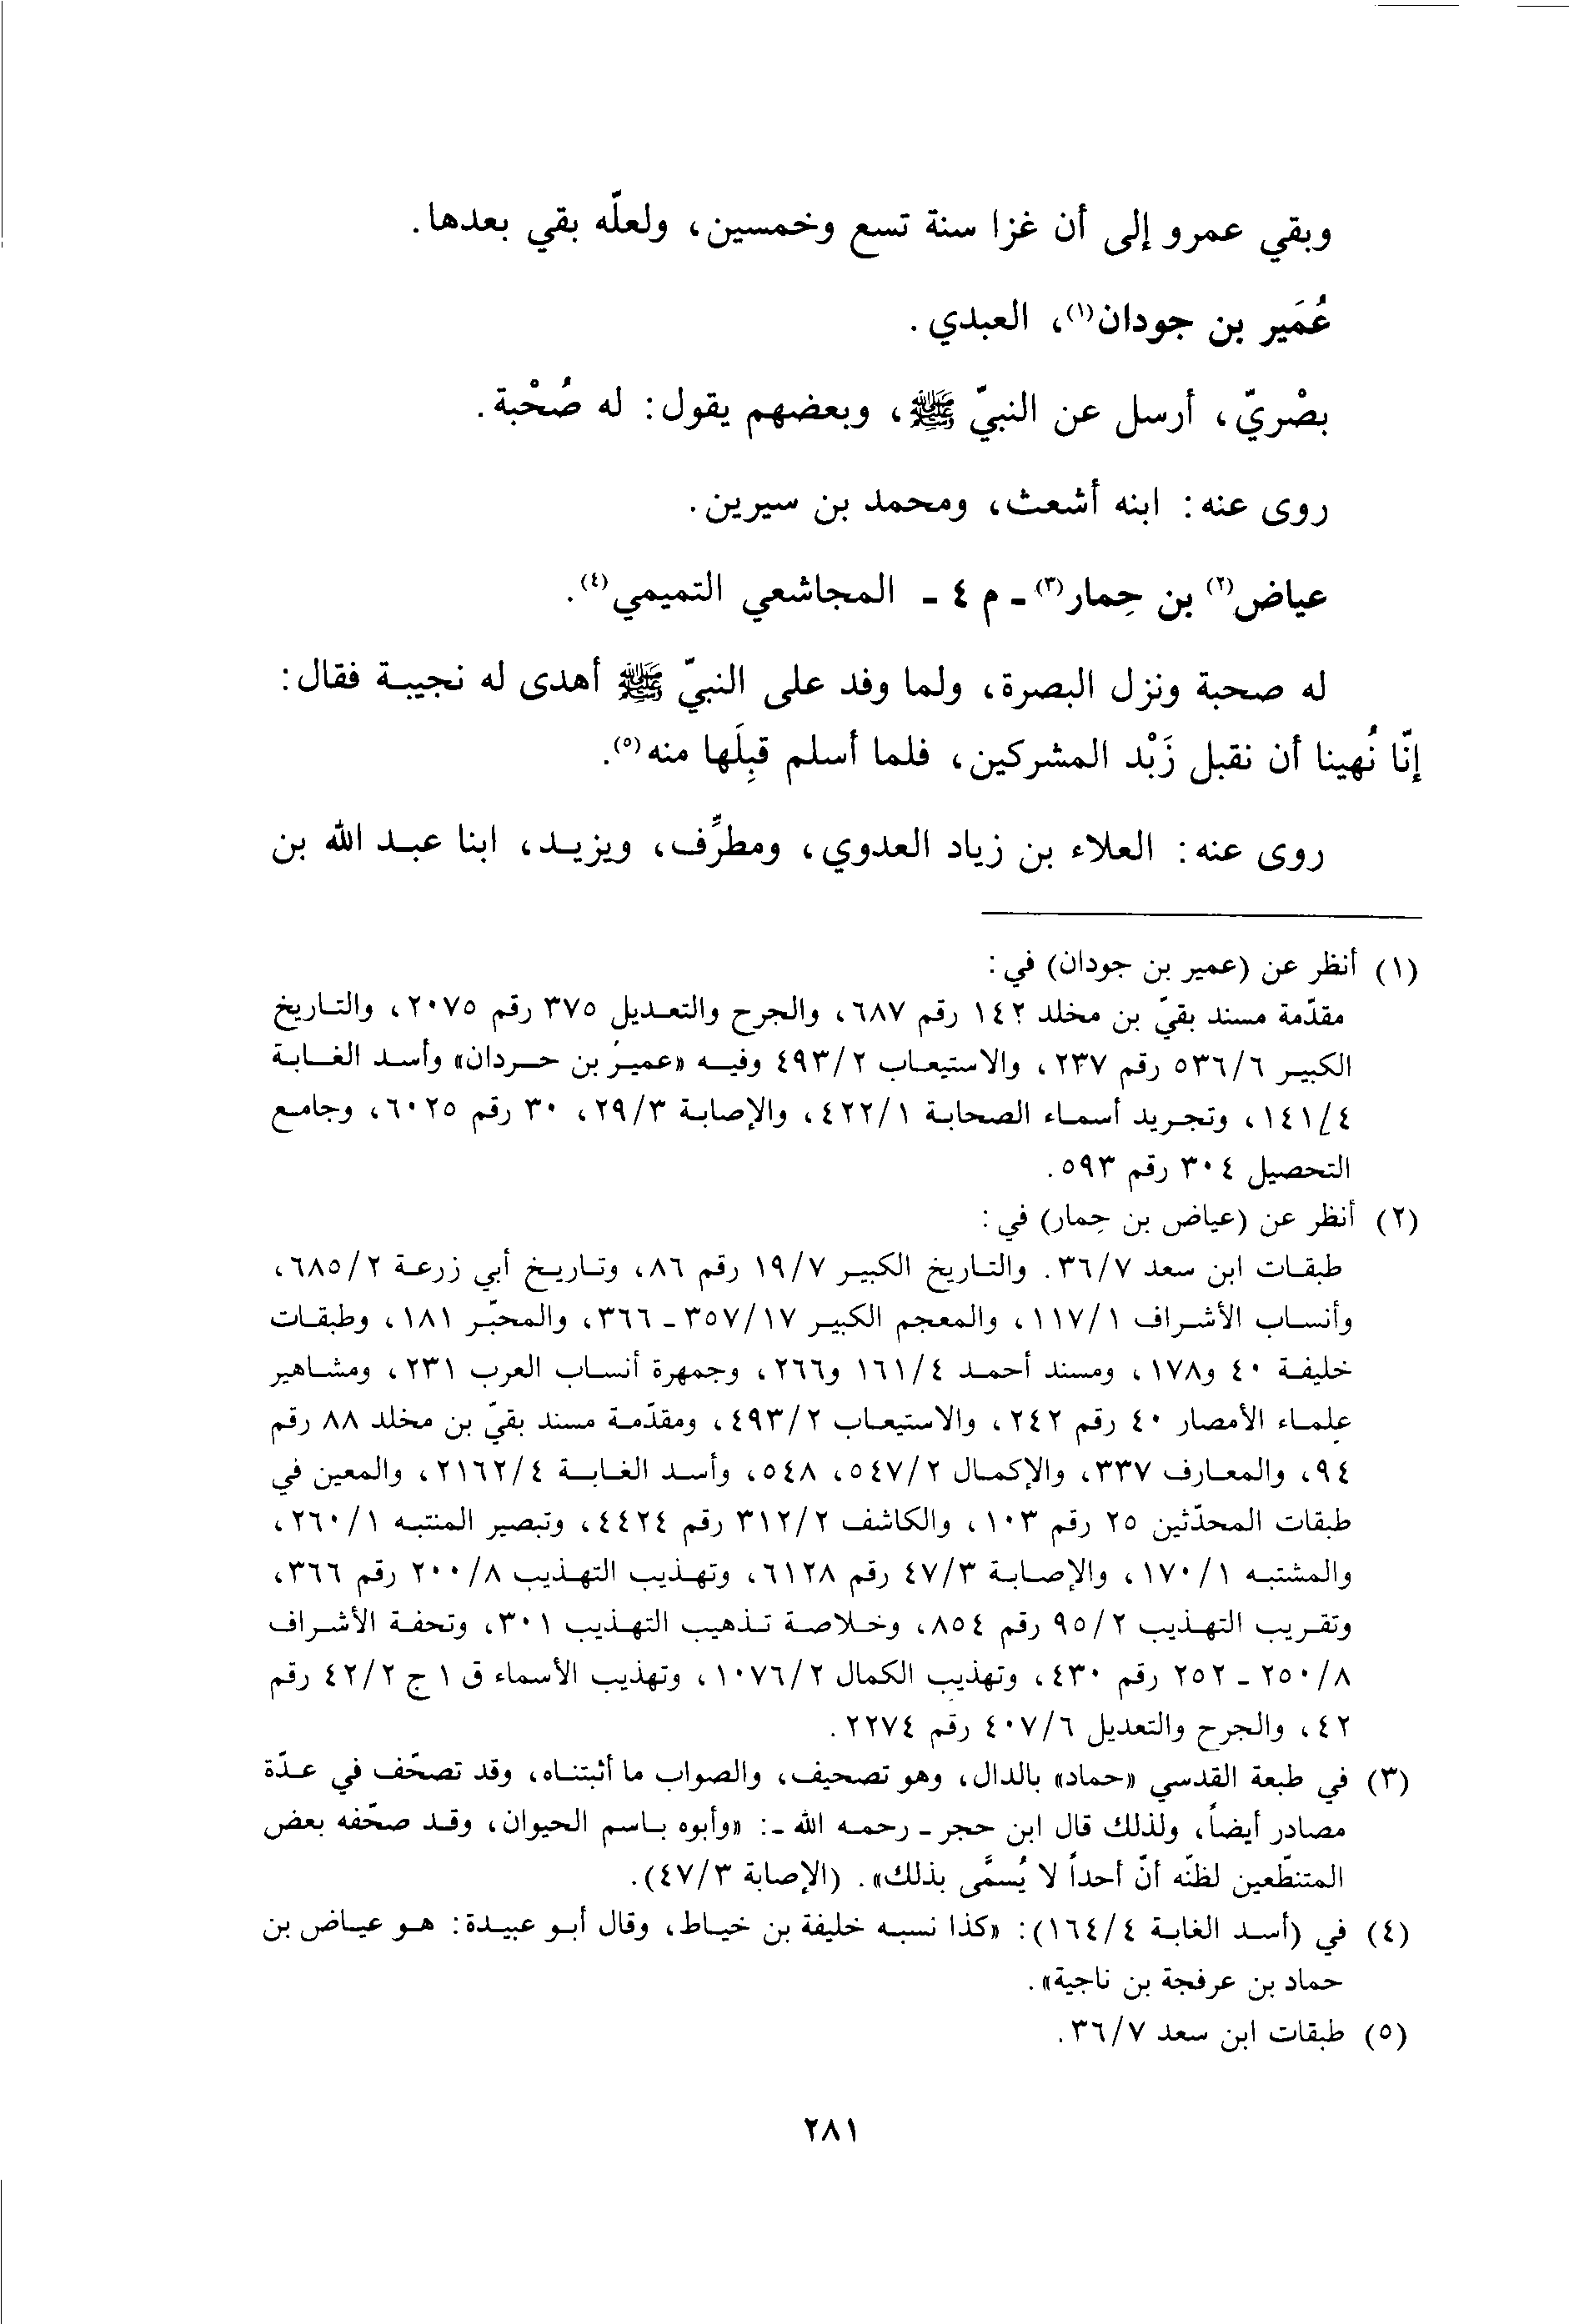 وبقي عمرو إلى أن غزا سنة تسع وخمسين، ولعلّه بقي بعدها.
عُمَير بن جودان(١)، العبدي.
بصْريّ، أرسل عن النبيّ ﷺ، وبعضهم يقول: له صُحْبة.
روى عنه: ابنه أشعث، ومحمد بن سيرين.
عياض(٢) بن حِمار(٣) ـ م ٤ ـ المجاشعي التميمي(٤).
له صحبة ونزل البصرة، ولما وفد على النبيّ ﷺ أهدى له نجيبة فقال:
إنّا نُهينا أن نقبل زَبْد المشركين، فلما أسلم قبِلَها منه(٥).
روى عنه: العلاء بن زياد العدوي، ومطرِّف، ويزيد، ابنا عبد الله بن
(١) أنظر عن (عمير بن جودان) في:
مقدّمة مسند بقيّ بن مخلد ١٤٢ رقم ٦٨٧، والجرح والتعديل ٣٧٥ رقم ٢٠٧٥، والتاريخ
الكبير ٥٣٦/٦ رقم ٢٣٧، والاستيعاب ٤٩٣/٢ وفيه «عمير بن حردان» وأسد الغابة
١٤١/٤، وتجريد أسماء الصحابة ٤٢٢/١، والإصابة ٢٩/٣، ٣٠ رقم ٦٠٢٥، وجامع
التحصيل ٣٠٤ رقم ٥٩٣.
(٢) أنظر عن (عياض بن حِمار) في:
طبقات ابن سعد ٣٦/٧. والتاريخ الكبير ١٩/٧ رقم ٨٦، وتاريخ أبي زرعة ٦٨٥/٢،
وأنساب الأشراف ١١٧/١، والمعجم الكبير ٣٥٧/١٧ ـ ٣٦٦، والمحبّر ١٨١، وطبقات
خليفة ٤٠ و١٧٨، ومسند أحمد ١٦١/٤ و٢٦٦، وجمهرة أنساب العرب ٢٣١، ومشاهير
علماء الأمصار ٤٠ رقم ٢٤٢، والاستيعاب ٤٩٣/٢، ومقدّمة مسند بقيّ بن مخلد ٨٨ رقم
٩٤، والمعارف ٣٣٧، والإكمال ٥٤٧/٢، ٥٤٨، وأسد الغابة ٢١٦٢/٤، والمعين في
طبقات المحدّثين ٢٥ رقم ١٠٣، والكاشف ٣١٢/٢ رقم ٤٤٢٤، وتبصير المنتبه ٢٦٠/١،
والمشتبه ١٧٠/١، والإصابة ٤٧/٣ رقم ٦١٢٨، وتهذيب التهذيب ٢٠٠/٨ رقم ٣٦٦،
وتقريب التهذيب ٩٥/٢ رقم ٨٥٤، وخلاصة تذهيب التهذيب ٣٠١، وتحفة الأشراف
٢٥٠/٨ ـ ٢٥٢ رقم ٤٣٠، وتهذيب الكمال ١٠٧٦/٢، وتهذيب الأسماء ق ١ ج ٤٢/٢ رقم
٤٢، والجرح والتعديل ٤٠٧/٦ رقم ٢٢٧٤.
(٣) في طبعة القدسي «حماد» بالدال، وهو تصحيف، والصواب ما أثبتناه، وقد تصحّف في عدّة
مصادر أيضاً، ولذلك قال ابن حجر ـ رحمه الله ـ: «وأبوه باسم الحيوان، وقد صحّفه بعض
المتنطّعين لظنّه أنّ أحداً لا يُسمَّى بذلك». (الإصابة ٤٧/٣).
(٤) في (أسد الغابة ١٦٤/٤): «كذا نسبه خليفة بن خياط، وقال أبو عبيدة: هو عياض بن
حماد بن عرفجة بن ناجية».
(٥) طبقات ابن سعد ٣٦/٧.
٢٨١